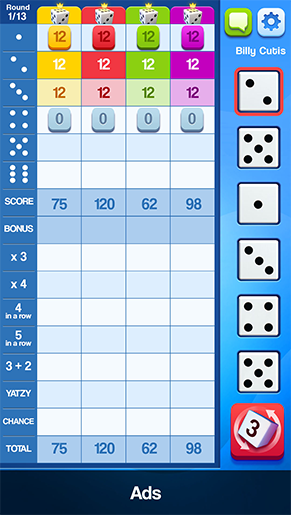 Round
1/13
Billy Cutis
12 12 12 12
12 12 12 12
12 12 12 12
0 0 0 0
SCORE 75 120 62 98
BONUS
x 3
x 4
4
in a row
5
in a row
3 + 2
YATZY
CHANCE
TOTAL 75 120 62 98
3
Ads